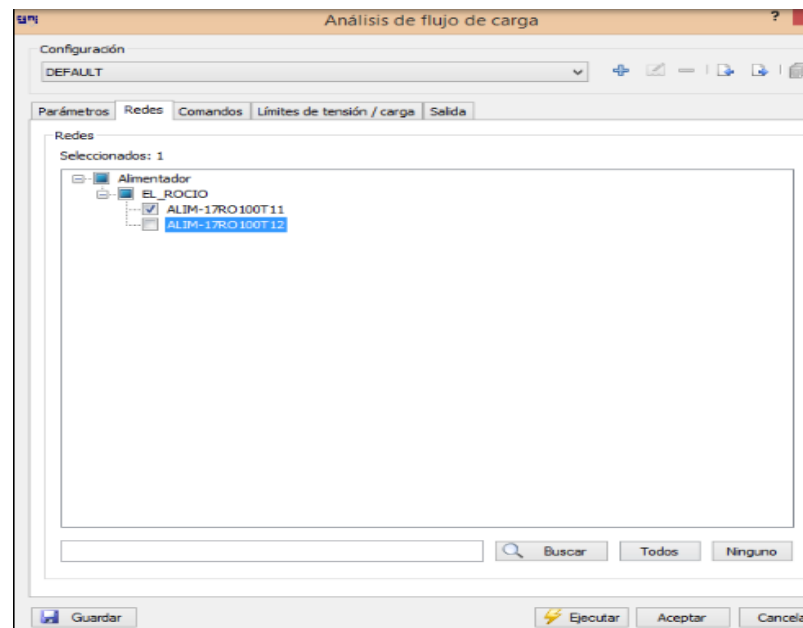 Análisis de flujo de carga ?
Configuración
DEFAULT
Parámetros Redes Comandos Límites de tensión / carga Salida
Redes
Seleccionados: 1
Alimentador
EL_ROCIO
ALIM-17RO100T11
ALIM-17RO100T12
Buscar Todos Ninguno
Guardar Ejecutar Aceptar Cancela